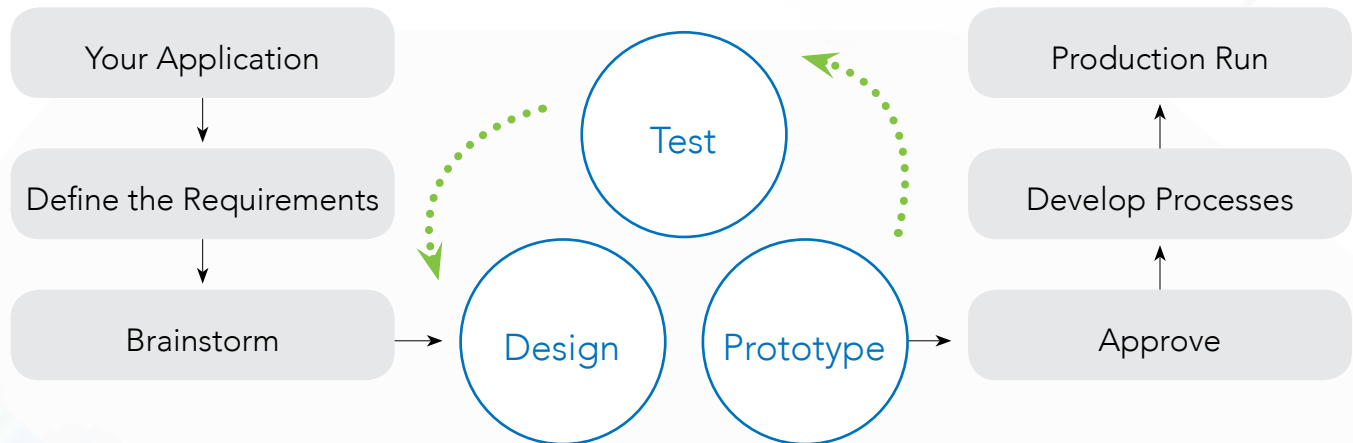 Your Application
Define the Requirements
Brainstorm
Test
Design
Prototype
Production Run
Develop Processes
Approve